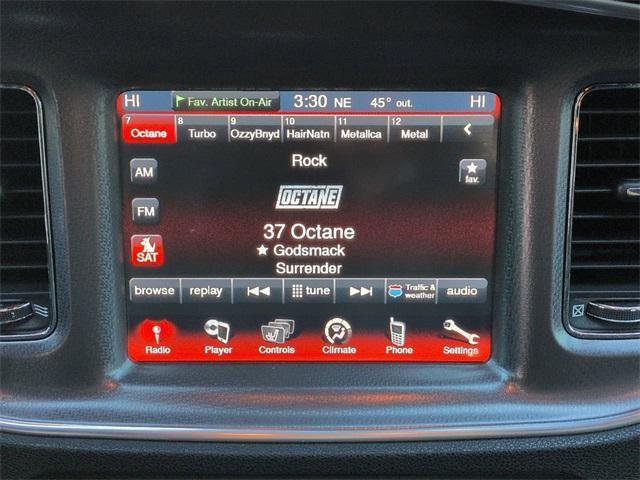 HI Fav. Artist On-Air 3:30 NE 45° out. HI
7 8 9 10 11 12
Octane Turbo OzzyBnyd HairNatn Metallca Metal
Rock
AM
fav.
OCTANE
FM
37 Octane
Godsmack
SAT
Surrender
browse replay tune Traffic & weather audio
Radio Player Controls Climate Phone Settings